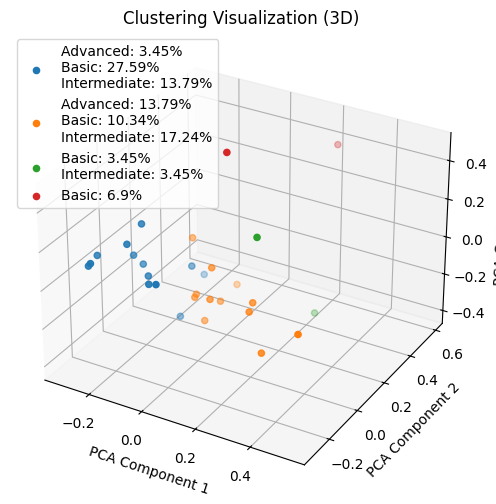 Clustering Visualization (3D)
Advanced: 3.45%
Basic: 27.59%
Intermediate: 13.79%
Advanced: 13.79%
Basic: 10.34%
Intermediate: 17.24%
Basic: 3.45%
Intermediate: 3.45%
Basic: 6.9%
0.4
0.2
0.0
−0.2
−0.4
−0.2
0.0
0.2
0.4
PCA Component 1
−0.2
0.0
0.2
0.4
0.6
PCA Component 2